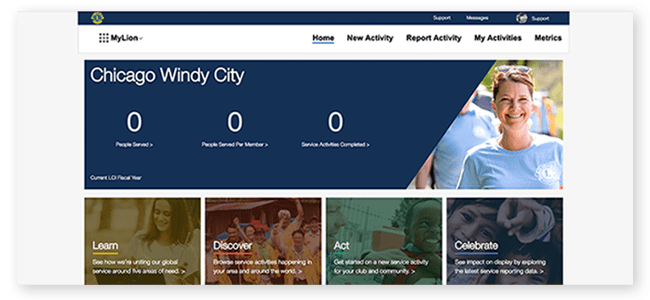 Support Messages Support
MyLion Home New Activity Report Activity My Activities Metrics
Chicago Windy City
0 0 0
People Served > People Served Per Member > Service Activities Completed >
Current LCI Fiscal Year
Learn
See how we're uniting our global
service around five areas of need. >
Discover
Browse service activities happening in
your area and around the world. >
Act
Get started on a new service activity
for your club and community. >
Celebrate
See impact on display by exploring
the latest service reporting data. >